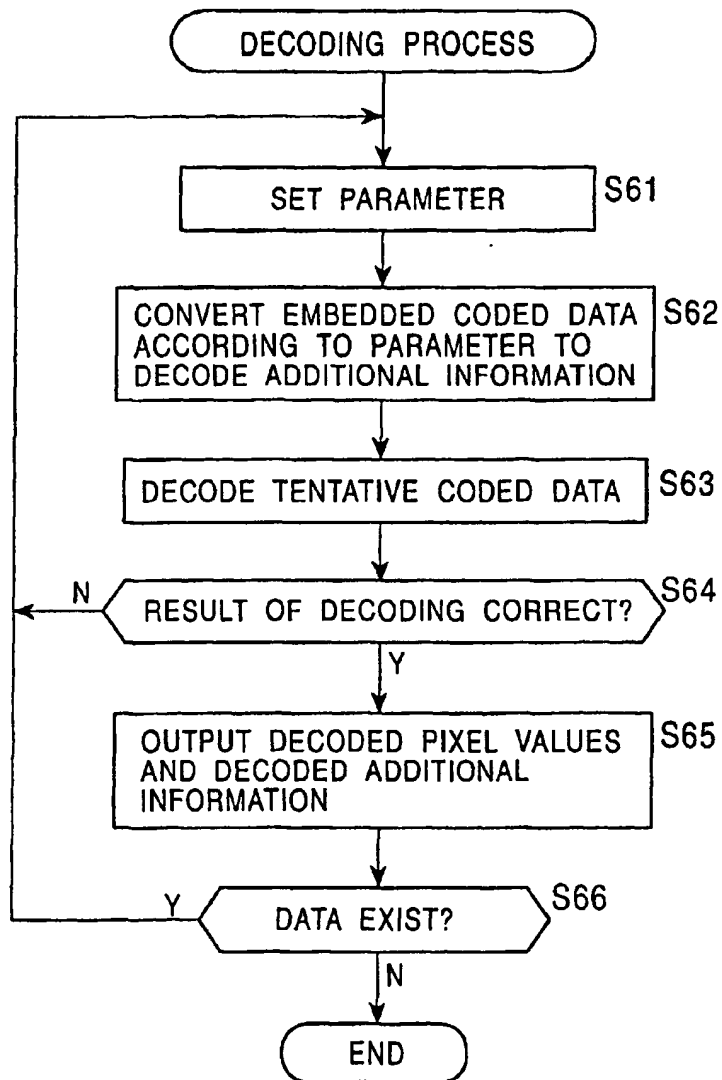 DECODING PROCESS
SET PARAMETER
S61
CONVERT EMBEDDED CODED DATA
ACCORDING TO PARAMETER TO
DECODE ADDITIONAL INFORMATION
S62
DECODE TENTATIVE CODED DATA
S63
N
RESULT OF DECODING CORRECT?
S64
Y
OUTPUT DECODED PIXEL VALUES
AND DECODED ADDITIONAL
INFORMATION
S65
Y
DATA EXIST?
S66
N
END